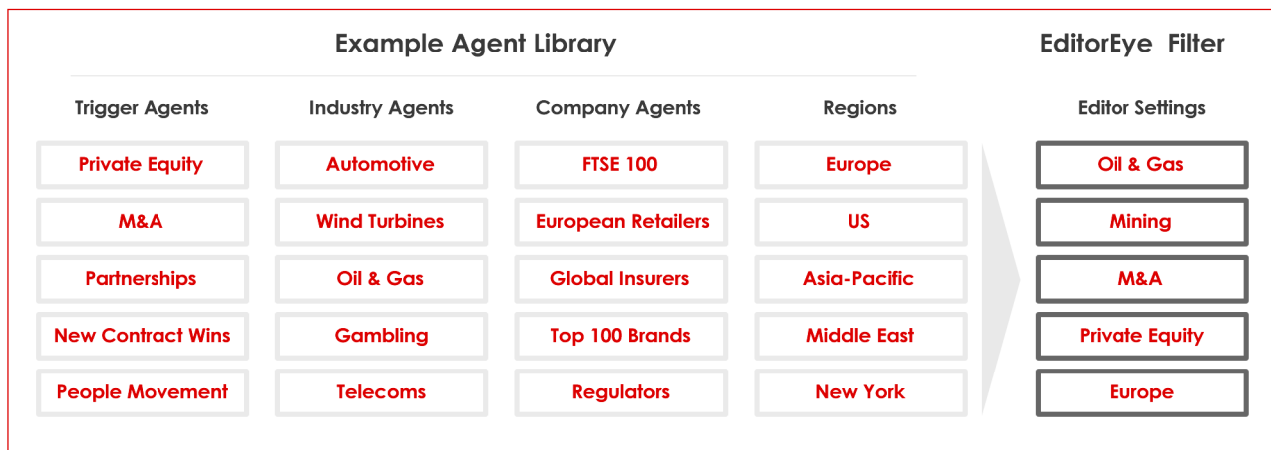 Example Agent Library
EditorEye Filter
Trigger Agents
Industry Agents
Company Agents
Regions
Editor Settings
Private Equity
Automotive
FTSE 100
Europe
Oil & Gas
M&A
Wind Turbines
European Retailers
US
Mining
Partnerships
Oil & Gas
Global Insurers
Asia-Pacific
M&A
New Contract Wins
Gambling
Top 100 Brands
Middle East
Private Equity
People Movement
Telecoms
Regulators
New York
Europe